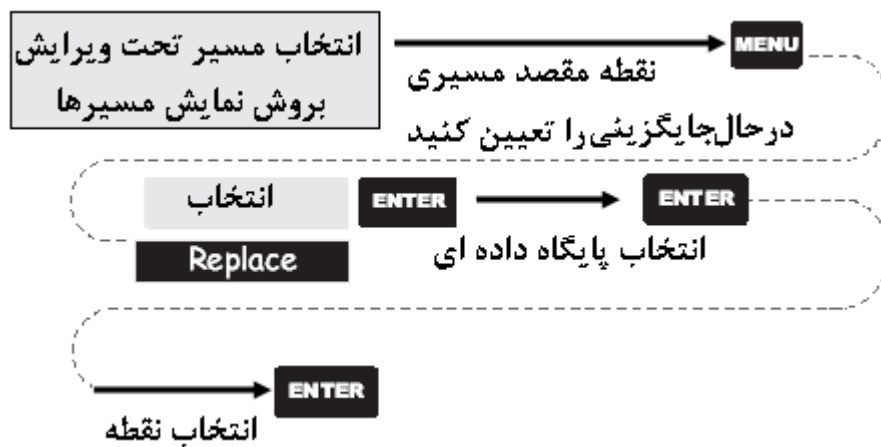 انتخاب مسیر تحت ویرایش
بروش نمایش مسیرها
MENU
نقطه مقصد مسیری
درحال‌جایگزینی‌را تعیین کنید
انتخاب
ENTER
ENTER
Replace
انتخاب پایگاه داده ای
ENTER
انتخاب نقطه